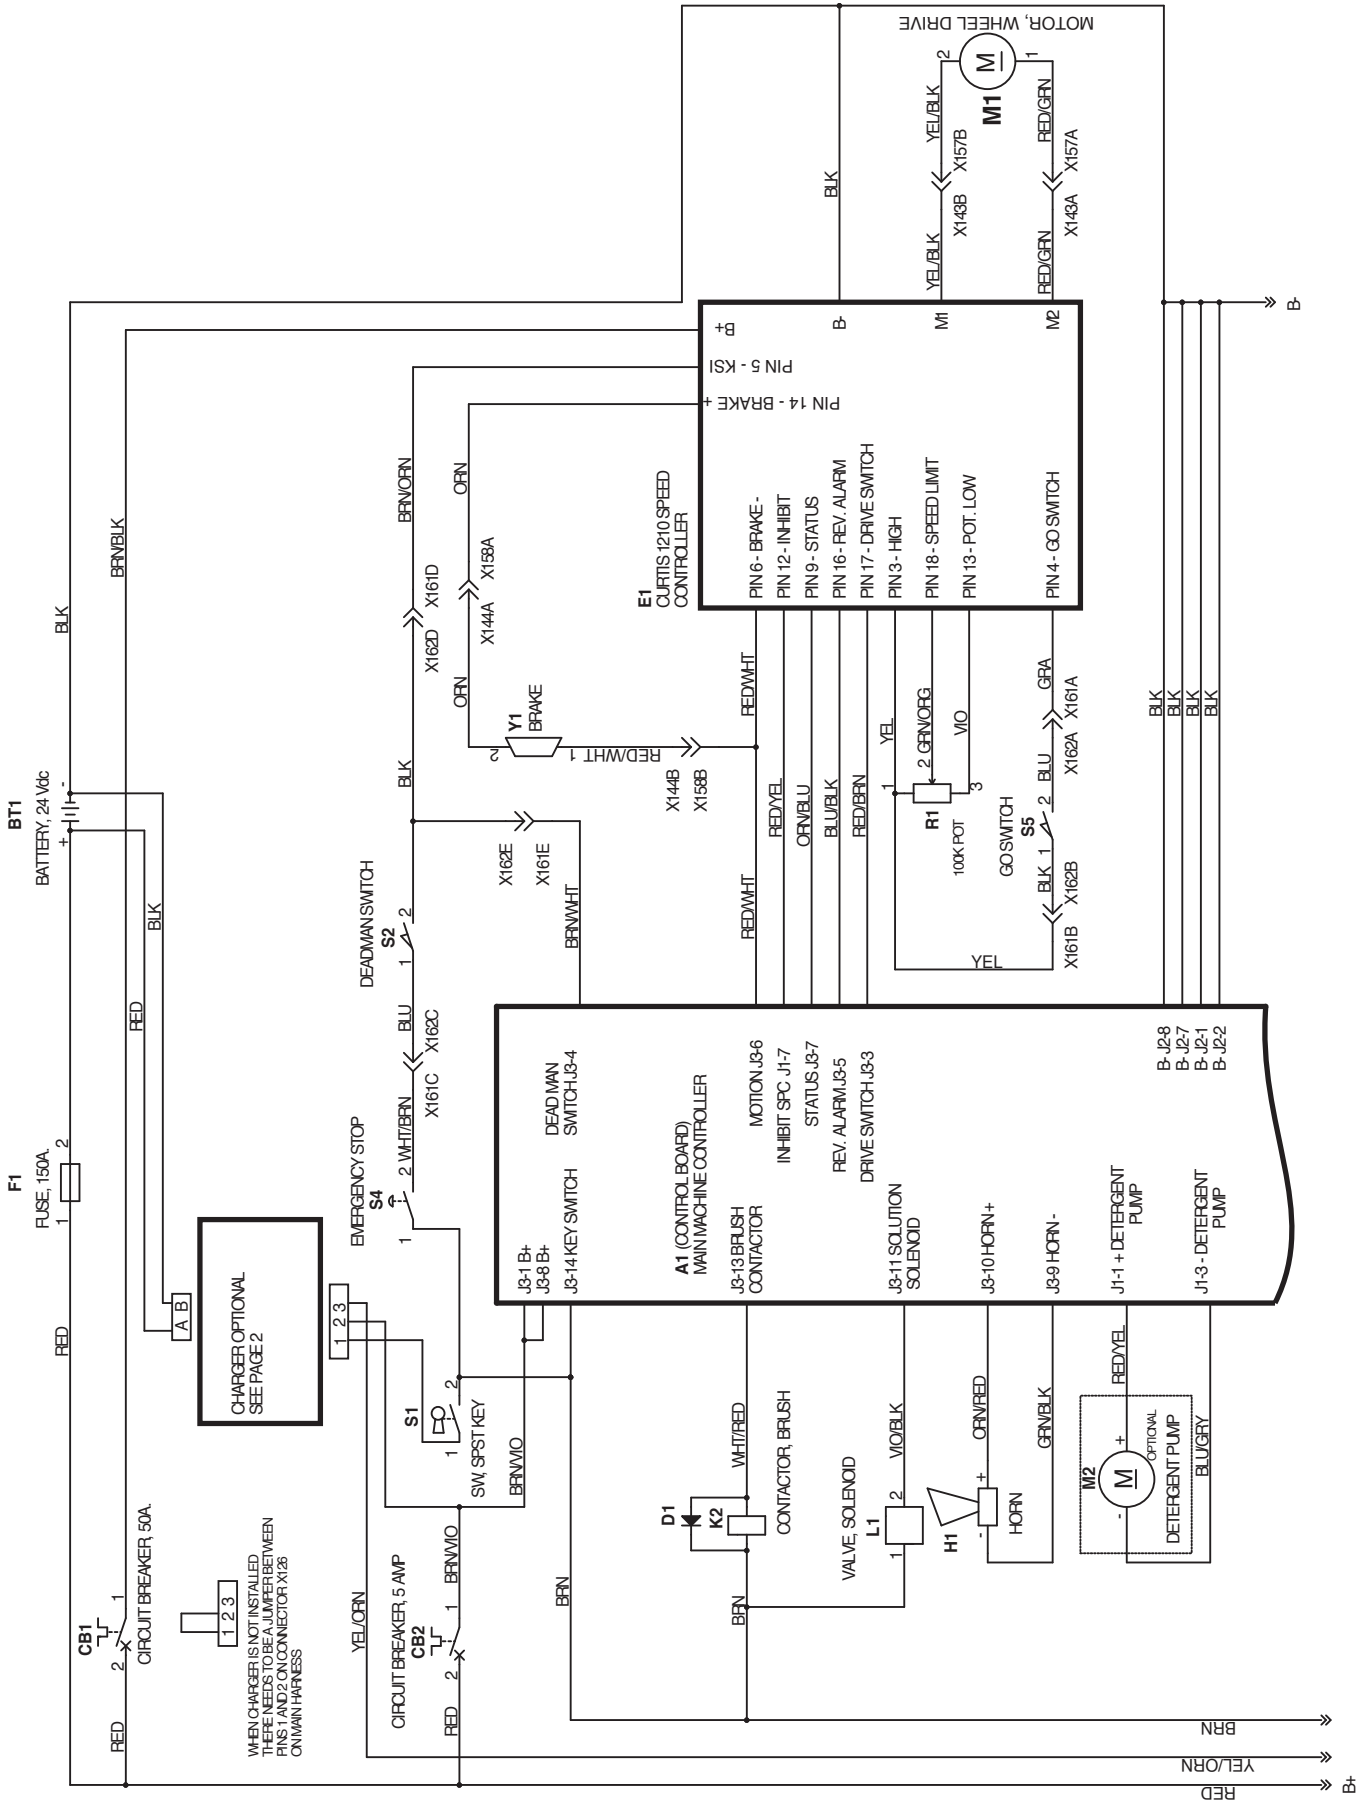 BT1
BATTERY, 24 Vdc
+
-
F1
FUSE, 150A.
1
2
RED
BLK
RED
BLK
BRN/BLK
CB1
CIRCUIT BREAKER, 50A.
2
1
RED
1 2 3
WHEN CHARGER IS NOT INSTALLED
THERE NEEDS TO BE A JUMPER BETWEEN
PINS 1 AND 2 ON CONNECTOR X126
ON MAIN HARNESS
CHARGER OPTIONAL
SEE PAGE 2
A B
1 2 3
YEL/ORN
CIRCUIT BREAKER, 5 AMP
CB2
2
1
RED
BRN/VIO
BRN/VIO
S1
1
2
SW, SPST KEY
EMERGENCY STOP
S4
1
2
WHT/BRN
X161C
X162C
BLU
DEADMAN SWITCH
S2
1
2
BLK
X162D
X161D
BRN/ORN
X162E
X161E
BRN/WHT
ORN
X144A
X158A
ORN
Y1
BRAKE
2
1
RED/WHT
X144B
X158B
RED/WHT
RED/WHT
E1
CURTIS 1210 SPEED
CONTROLLER
B+
PIN 5 - KSI
PIN 14 - BRAKE +
B-
M1
M2
PIN 6 - BRAKE -
PIN 12 - INHIBIT
PIN 9 - STATUS
PIN 16 - REV. ALARM
PIN 17 - DRIVE SWITCH
PIN 3 - HIGH
PIN 18 - SPEED LIMIT
PIN 13 - POT. LOW
PIN 4 - GO SWITCH
BLK
YEL/BLK
X143B
X157B
YEL/BLK
RED/GRN
X143A
X157A
RED/GRN
2
1
M
M1
MOTOR, WHEEL DRIVE
RED/YEL
ORN/BLU
BLU/BLK
RED/BRN
YEL
GRN/ORG
VIO
1
2
3
R1
100K POT
GO SWITCH
S5
YEL
X161B
X162B
BLK
1
2
BLU
X162A
X161A
GRA
BLK
BLK
BLK
BLK
B-
J3-1 B+
J3-8 B+
J3-14 KEY SWITCH
DEAD MAN
SWITCH J3-4
A1 (CONTROL BOARD)
MAIN MACHINE CONTROLLER
J3-13 BRUSH
CONTACTOR
MOTION J3-6
INHIBIT SPC J1-7
STATUS J3-7
REV. ALARM J3-5
DRIVE SWITCH J3-3
J3-11 SOLUTION
SOLENOID
J3-10 HORN +
J3-9 HORN -
J1-1 + DETERGENT
PUMP
J1-3 - DETERGENT
PUMP
B- J2-8
B- J2-7
B- J2-1
B- J2-2
BRN
D1
K2
WHT/RED
CONTACTOR, BRUSH
BRN
VALVE, SOLENOID
L1
1
2
VIO/BLK
H1
-
+
HORN
ORN/RED
GRN/BLK
M2
M
-
+
OPTIONAL
DETERGENT PUMP
RED/YEL
BLU/GRY
BRN
YEL/ORN
RED
B+